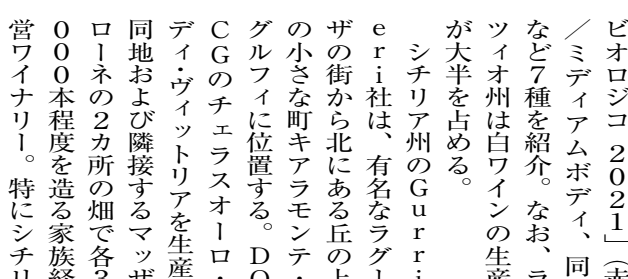 ビオロジコ 2021」（赤
／ミディアムボディ、同
など7種を紹介。なお、ラ
ツィオ州は白ワインの生産
が大半を占める。
シチリア州のGurri
eri社は、有名なラグー
ザの街から北にある丘の上
の小さな町キアラモンテ・
グルフィに位置する。DO
CGのチェラスオーロ・
ディ・ヴィットリアを生産
同地および隣接するマッザ
ローネの2カ所の畑で各3
000本程度を造る家族経
営ワイナリー。特にシチリ